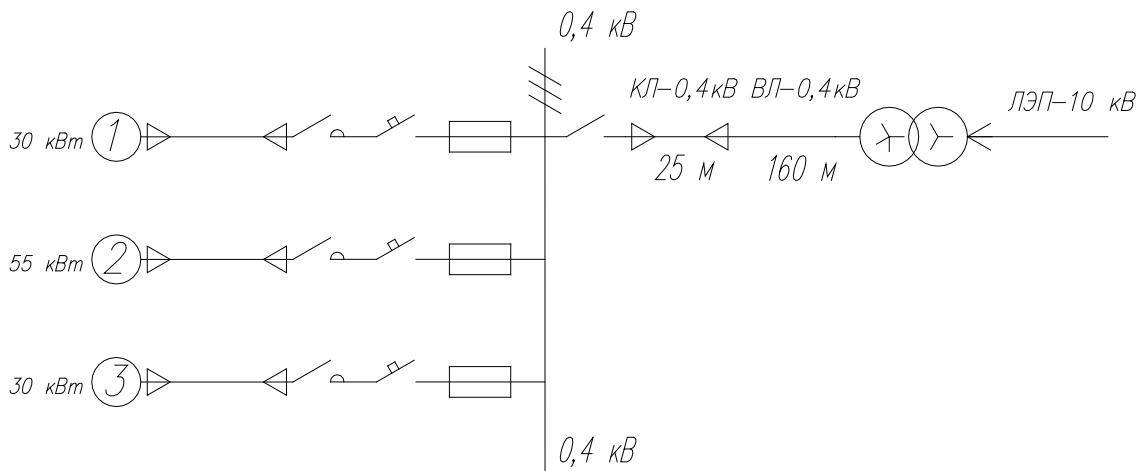 0,4 кВ
КЛ-0,4кВ ВЛ-0,4кВ
ЛЭП-10 кВ
30 кВт 1
25 м 160 м
55 кВт 2
30 кВт 3
0,4 кВ